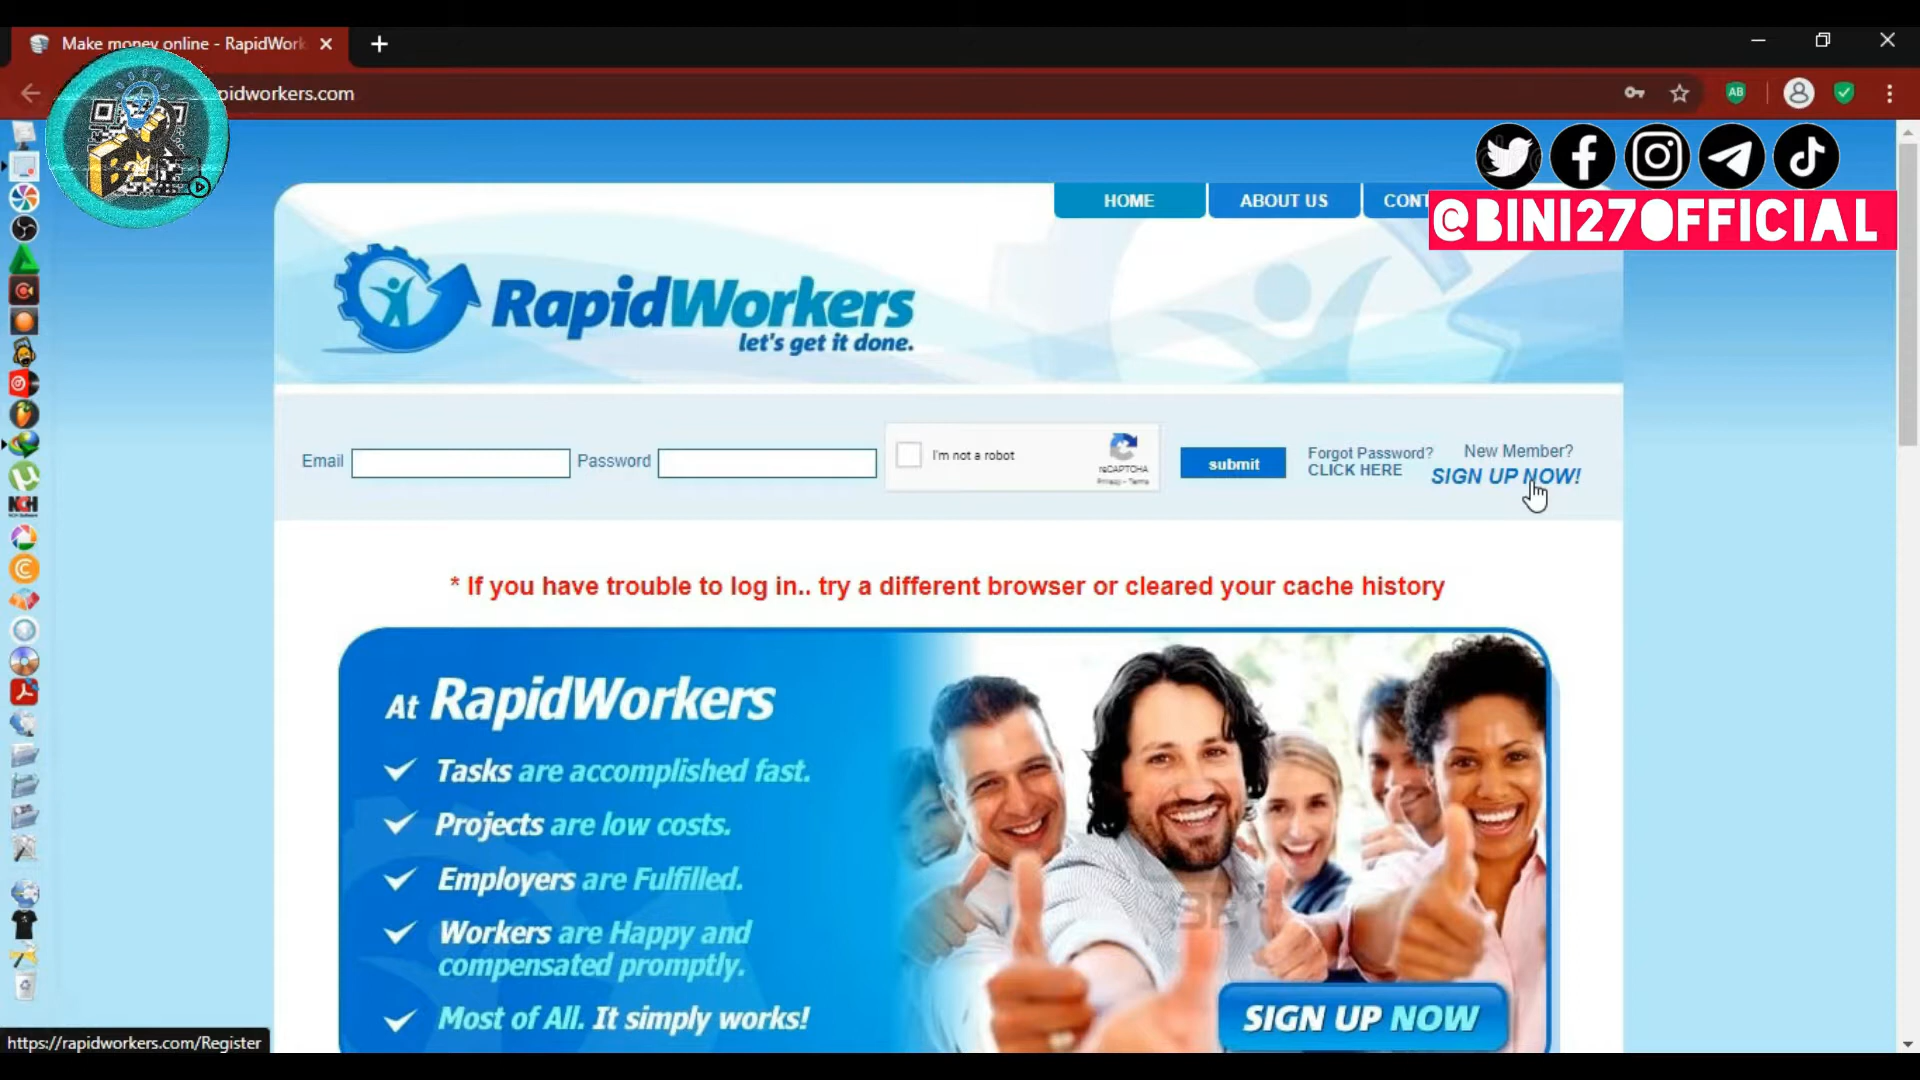 Make money online - RapidWork
pidworkers.com
AB
HOME
ABOUT US
CONT
@BINI27OFFICIAL
RapidWorkers
let's get it done.
Email
Password
I'm not a robot
reCAPTCHA
Privacy - Terms
submit
Forgot Password?
CLICK HERE
New Member?
SIGN UP NOW!
* If you have trouble to log in.. try a different browser or cleared your cache history
At RapidWorkers
Tasks are accomplished fast.
Projects are low costs.
Employers are Fulfilled.
Workers are Happy and
compensated promptly.
Most of All. It simply works!
SIGN UP NOW
https://rapidworkers.com/Register
NCH